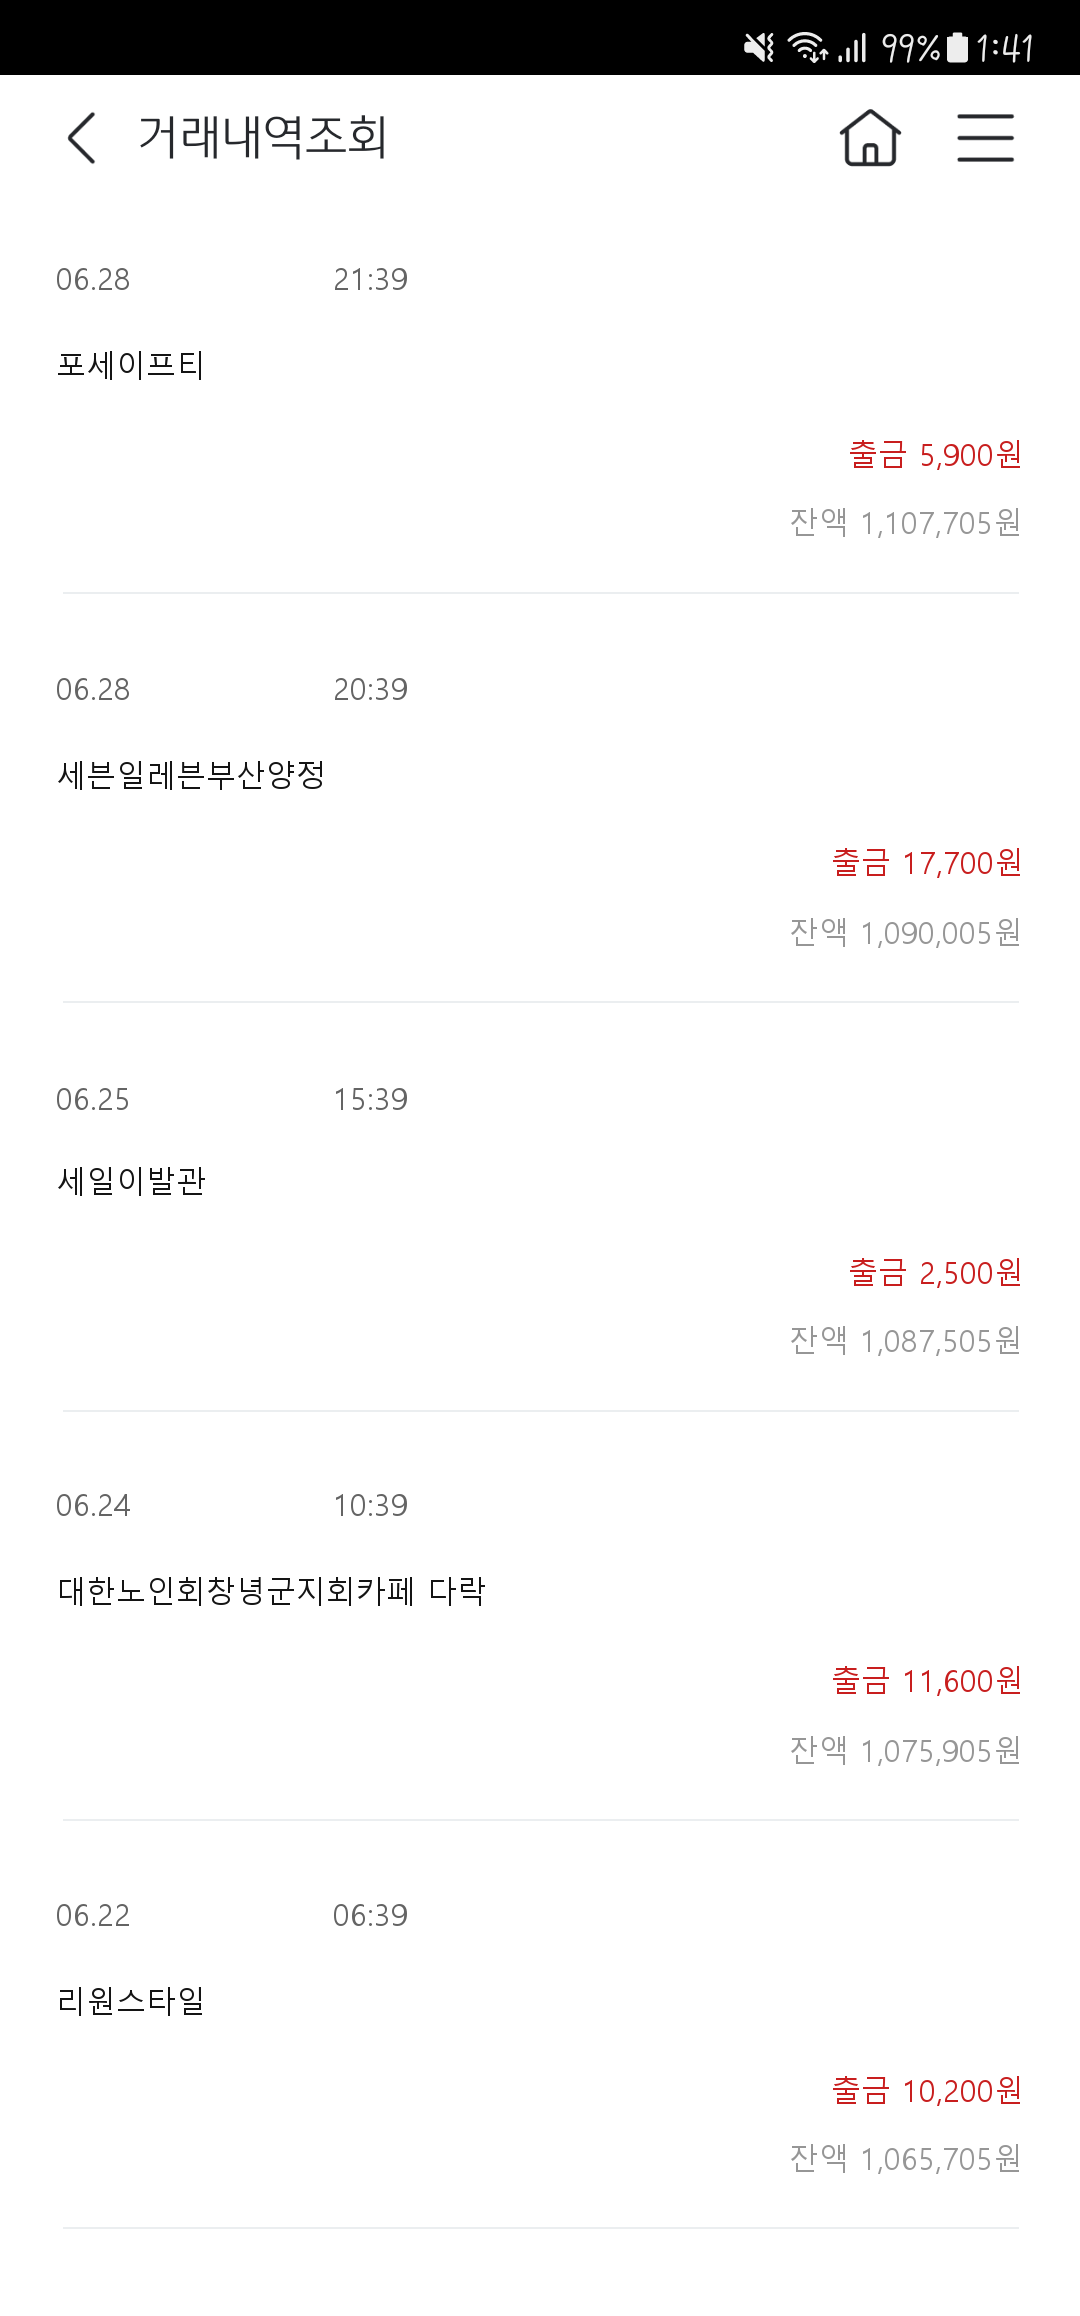 99% 1:41
거래내역조회
06.28 21:39
포세이프티
출금 5,900원
잔액 1,107,705원
06.28 20:39
세븐일레븐부산양정
출금 17,700원
잔액 1,090,005원
06.25 15:39
세일이발관
출금 2,500원
잔액 1,087,505원
06.24 10:39
대한노인회창녕군지회카페 다락
출금 11,600원
잔액 1,075,905원
06.22 06:39
리원스타일
출금 10,200원
잔액 1,065,705원